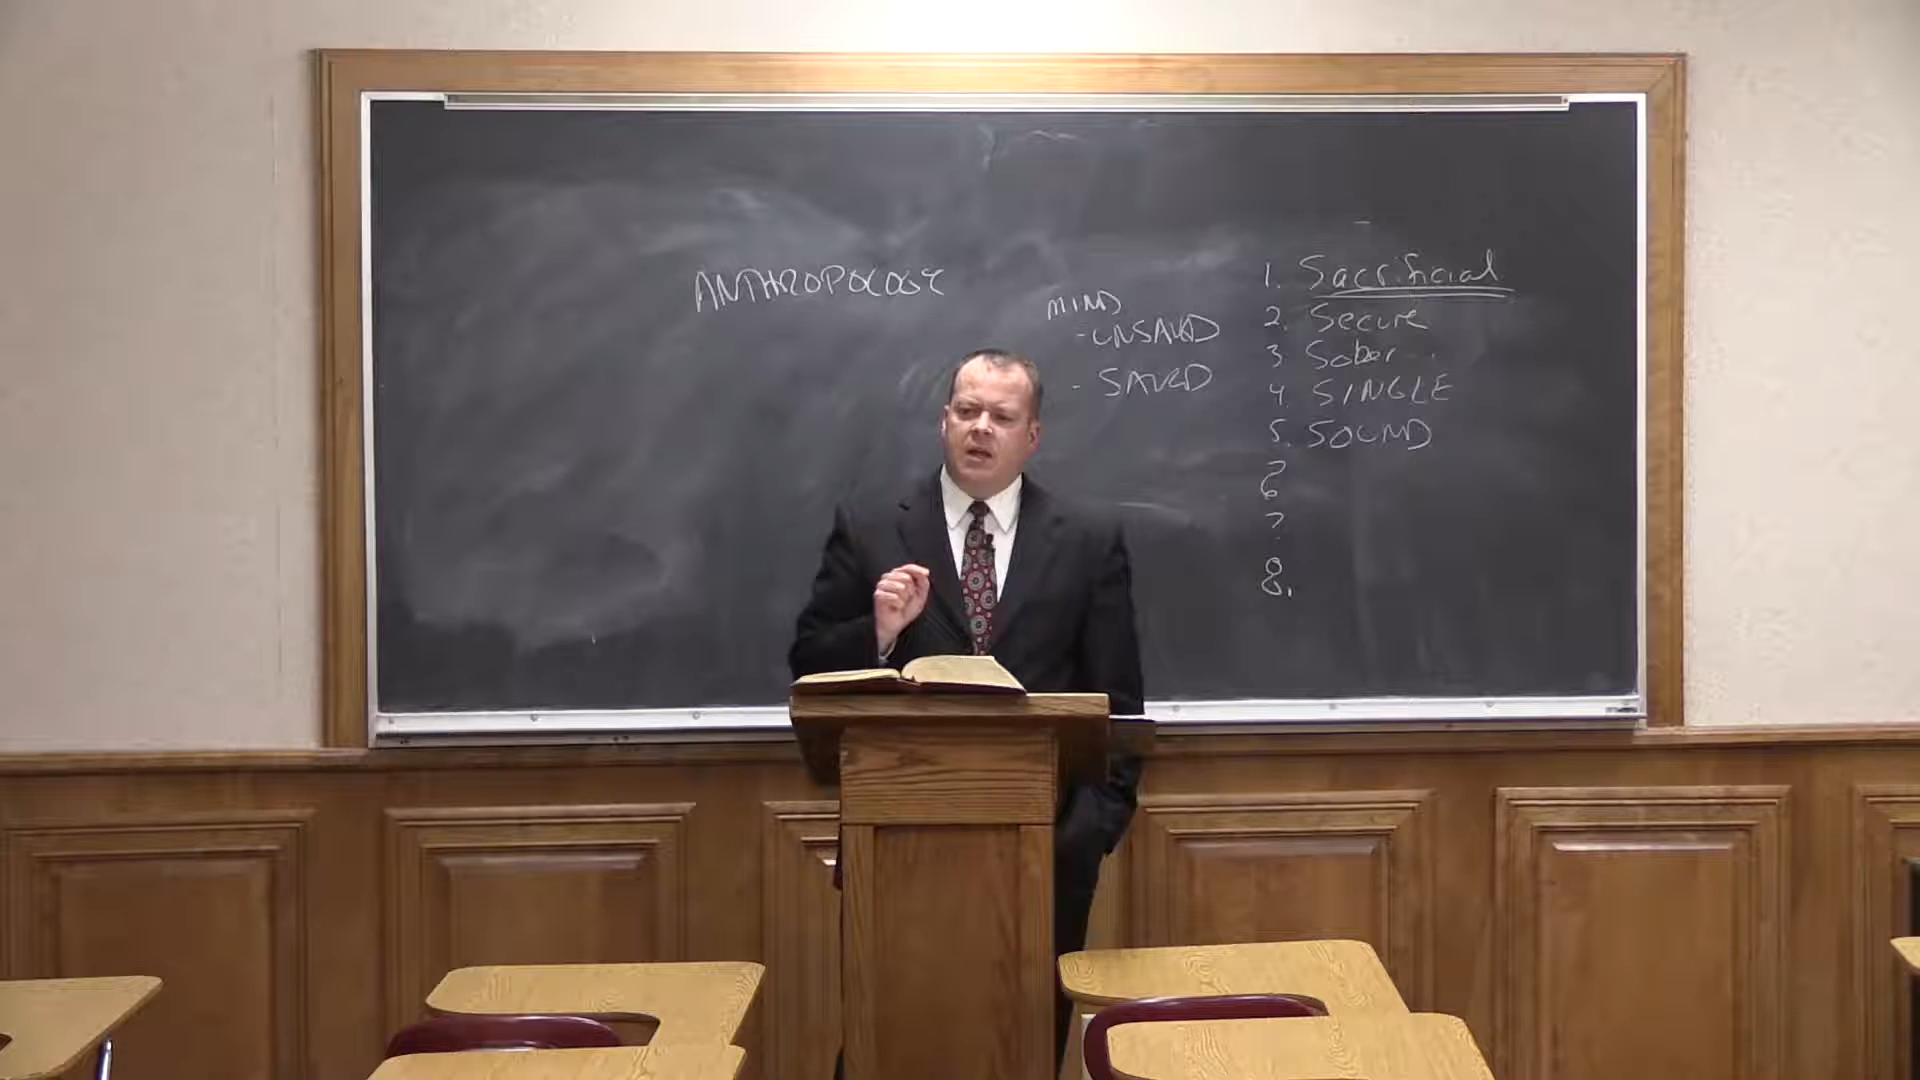 ANTHROPOLOGY
MIND
- UNSAVED
- SAVED
1. Sacrificial
2. Secure
3. Sober
4. SINGLE
5. SOUND
6
7
8.